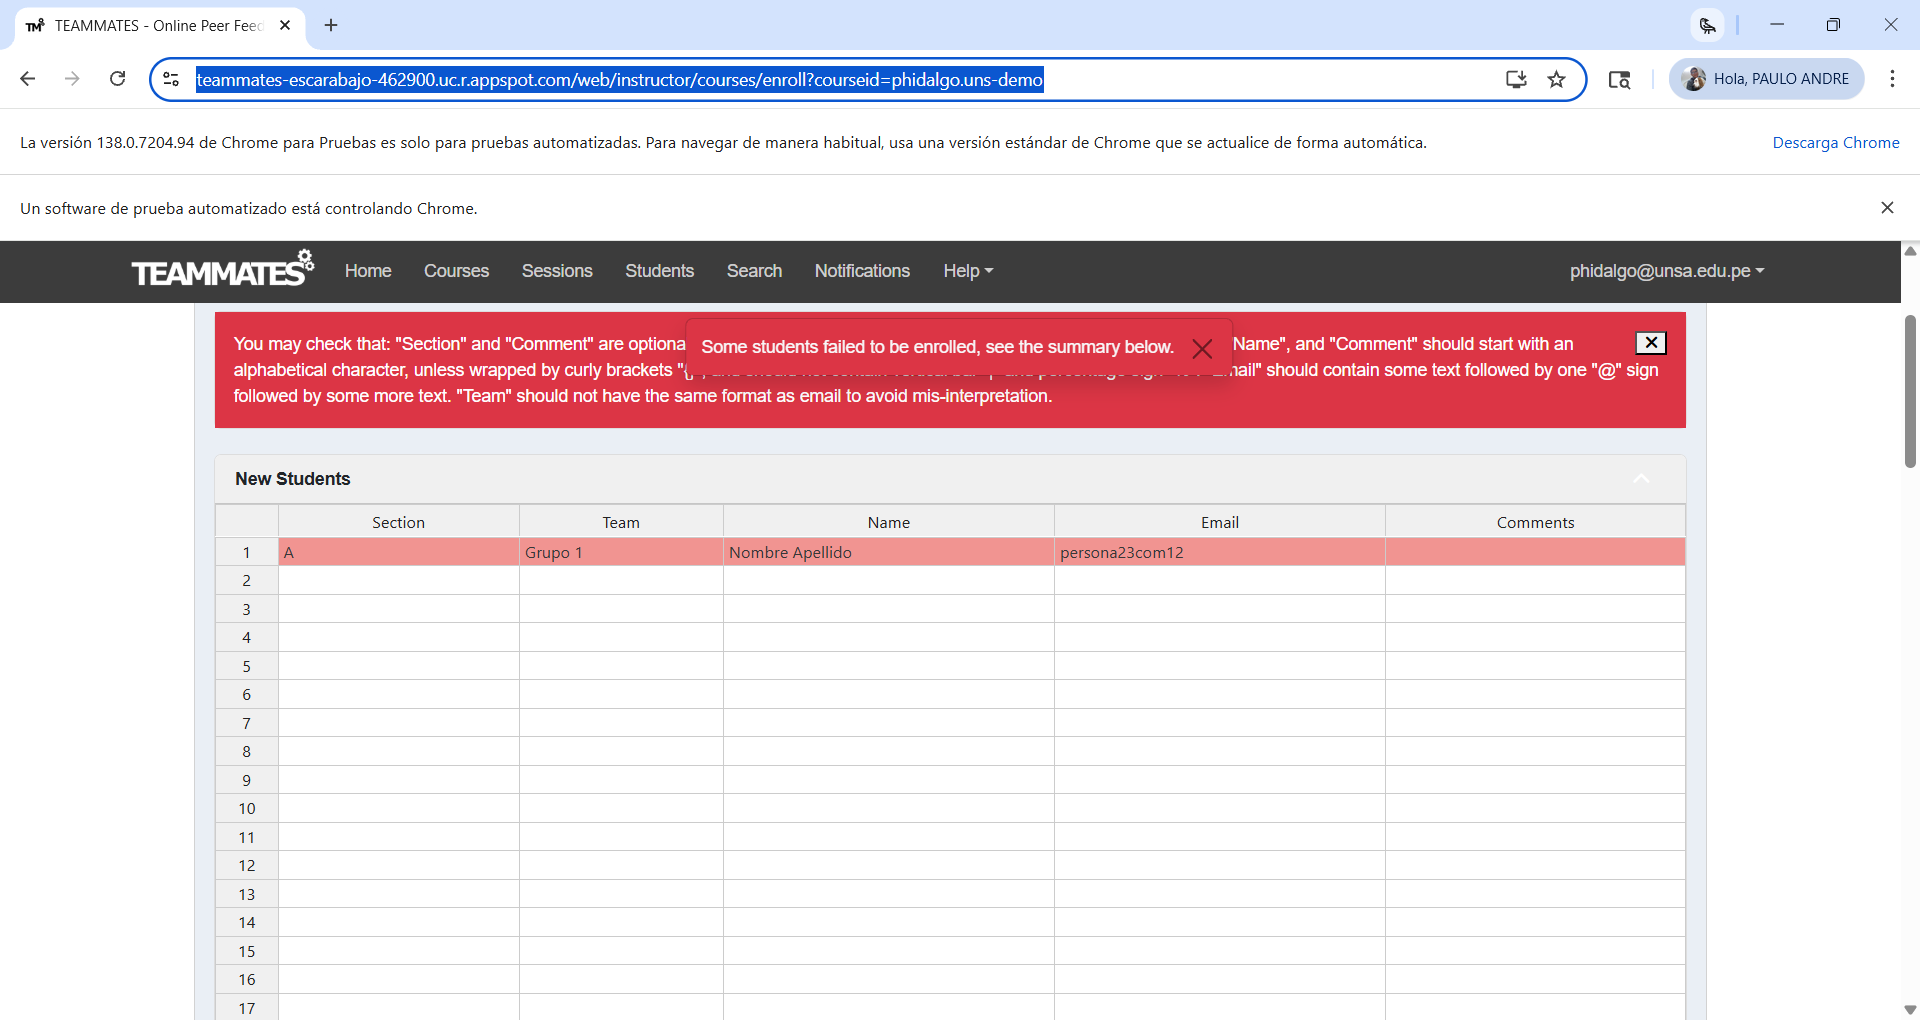 TEAMMATES - Online Peer Feed
teammates-escarabajo-462900.uc.r.appspot.com/web/instructor/courses/enroll?courseid=phidalgo.uns-demo
Hola, PAULO ANDRE
La versión 138.0.7204.94 de Chrome para Pruebas es solo para pruebas automatizadas. Para navegar de manera habitual, usa una versión estándar de Chrome que se actualice de forma automática.
Descarga Chrome
Un software de prueba automatizado está controlando Chrome.
TEAMMATES Home Courses Sessions Students Search Notifications Help phidalgo@unsa.edu.pe
You may check that: "Section" and "Comment" are optiona
Name", and "Comment" should start with an
Some students failed to be enrolled, see the summary below.
alphabetical character, unless wrapped by curly brackets
should contain some text followed by one "@" sign
followed by some more text. "Team" should not have the same format as email to avoid mis-interpretation.
New Students
Section Team Name Email Comments
1 A Grupo 1 Nombre Apellido persona23com12
2
3
4
5
6
7
8
9
10
11
12
13
14
15
16
17